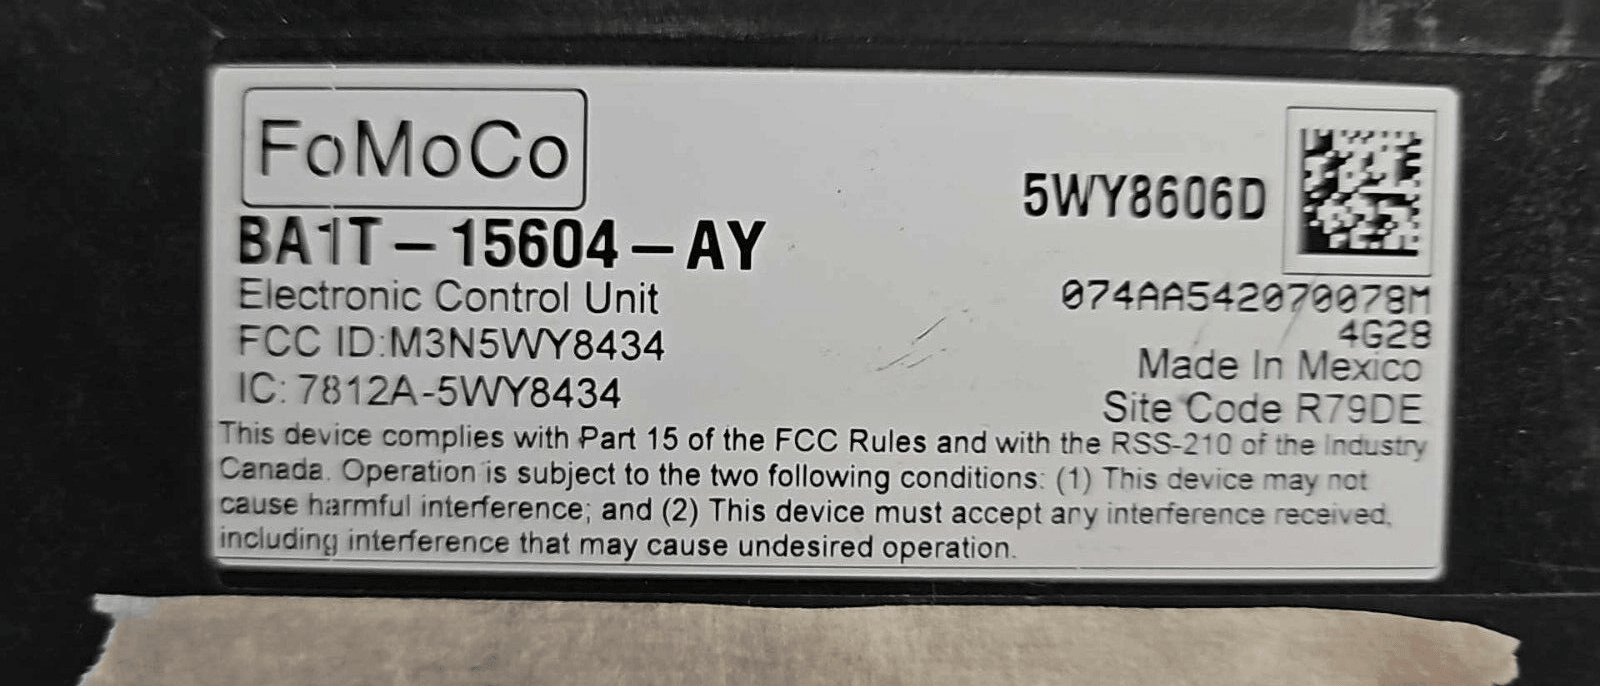 FoMoCo
BA1T-15604-AY
Electronic Control Unit
FCC ID:M3N5WY8434
IC: 7812A-5WY8434
5WY8606D
074AA542070078M
4G28
Made In Mexico
Site Code R79DE
This device complies with Part 15 of the FCC Rules and with the RSS-210 of the Industry
Canada. Operation is subject to the two following conditions: (1) This device may not
cause harmful interference; and (2) This device must accept any interference received,
including interference that may cause undesired operation.